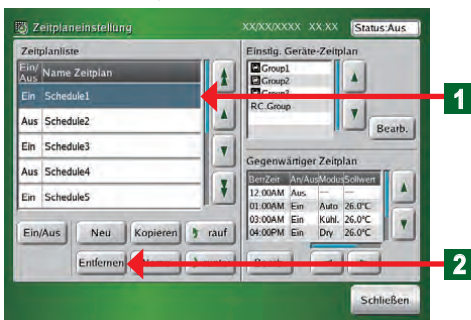 Zeitplaneinstellung XX/XX/XXXX XX:XX Status:Aus
Zeitplanliste
Ein/Aus Name Zeitplan
Ein Schedule1
Aus Schedule2
Ein Schedule3
Aus Schedule4
Ein Schedule5
Ein/Aus Neu Kopieren rauf
Entfernen
Einstlg. Geräte-Zeitplan
Group1
Group2
RC.Group
Bearb.
Gegenwärtiger Zeitplan
An/Aus Modus Sollwert
12:00AM Aus --- ---
01:00AM Ein Auto 26.0°C
03:00AM Ein Kühl. 26.0°C
04:00PM Ein Dry 26.0°C
Schließen
1
2